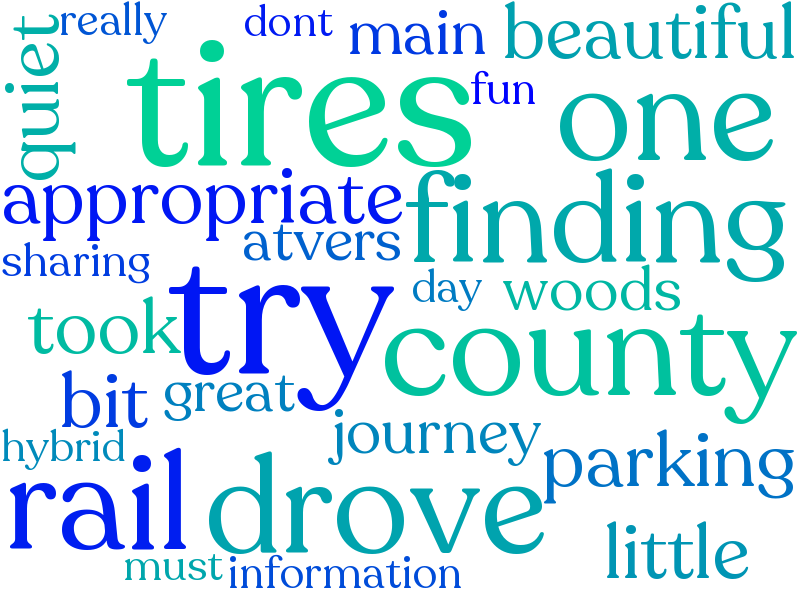 really dont main beautiful
quiet tires fun one
appropriate finding
atvers
sharing try day woods
took county
bit great
hybrid journey parking
rail drove
must information little